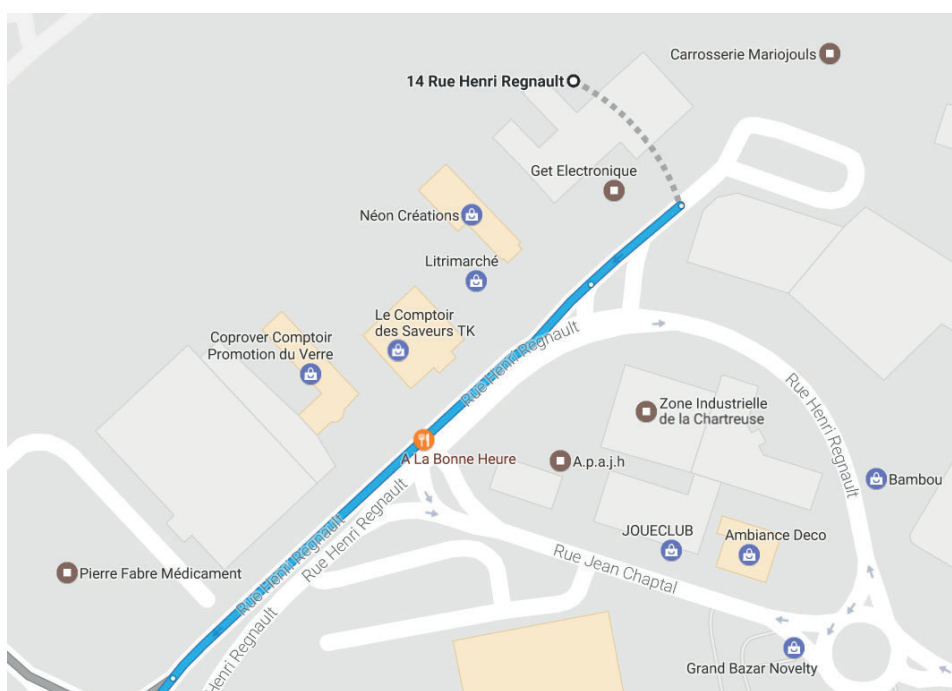 Carrosserie Mariojouls
14 Rue Henri Regnault
Get Electronique
Néon Créations
Litrimarché
Le Comptoir
des Saveurs TK
Coprover Comptoir
Promotion du Verre
Rue Henri Regnault
Rue Henri Regnault
Zone Industrielle
de la Chartreuse
A La Bonne Heure
A.p.a.j.h
Bambou
Rue Henri Regnault
Rue Henri Regnault
JOUECLUB
Ambiance Deco
Rue Jean Chaptal
Pierre Fabre Médicament
Henri Regnault
Grand Bazar Novelty